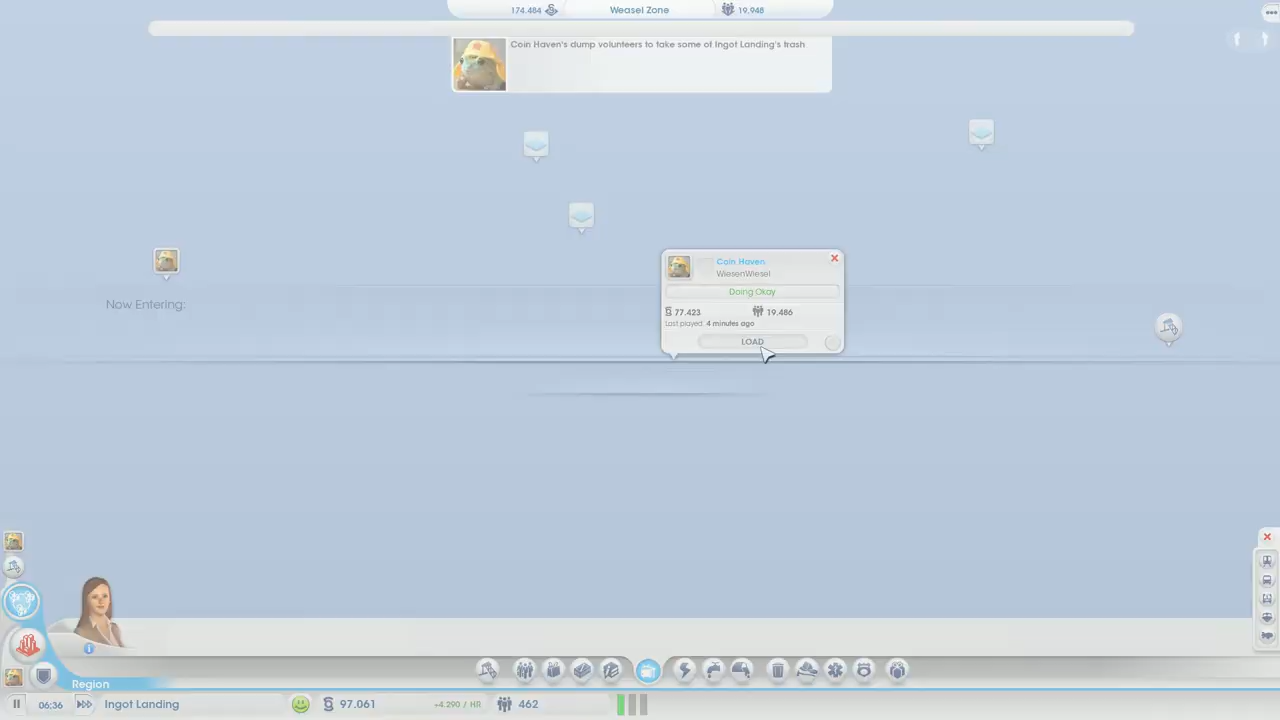 174.484
Weasel Zone
19,948
Coin Haven's dump volunteers to take some of Ingot Landing's trash
Coin Haven
WiesenWiesel
Doing Okay
77.423
19.486
Last played: 4 minutes ago
LOAD
Now Entering:
Region
06:36
Ingot Landing
97.061
+4.290 / HR
462